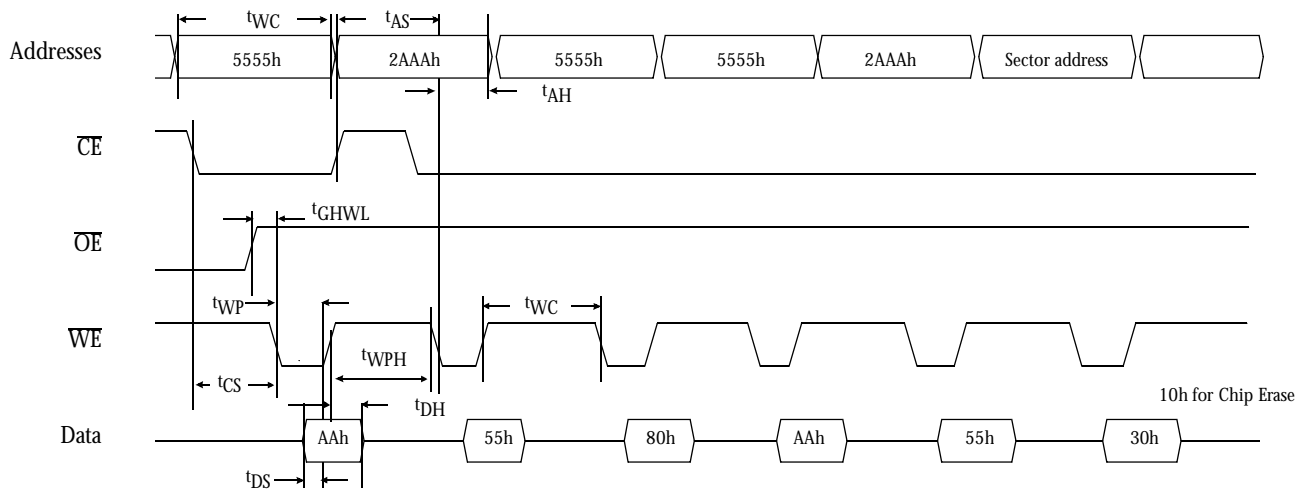 tWC tAS
Addresses 5555h 2AAAh 5555h 5555h 2AAAh Sector address
tAH
CE
tGHWL
OE
tWP tWC
WE
tWPH
tCS
tDH
10h for Chip Erase
Data AAh 55h 80h AAh 55h 30h
tDS